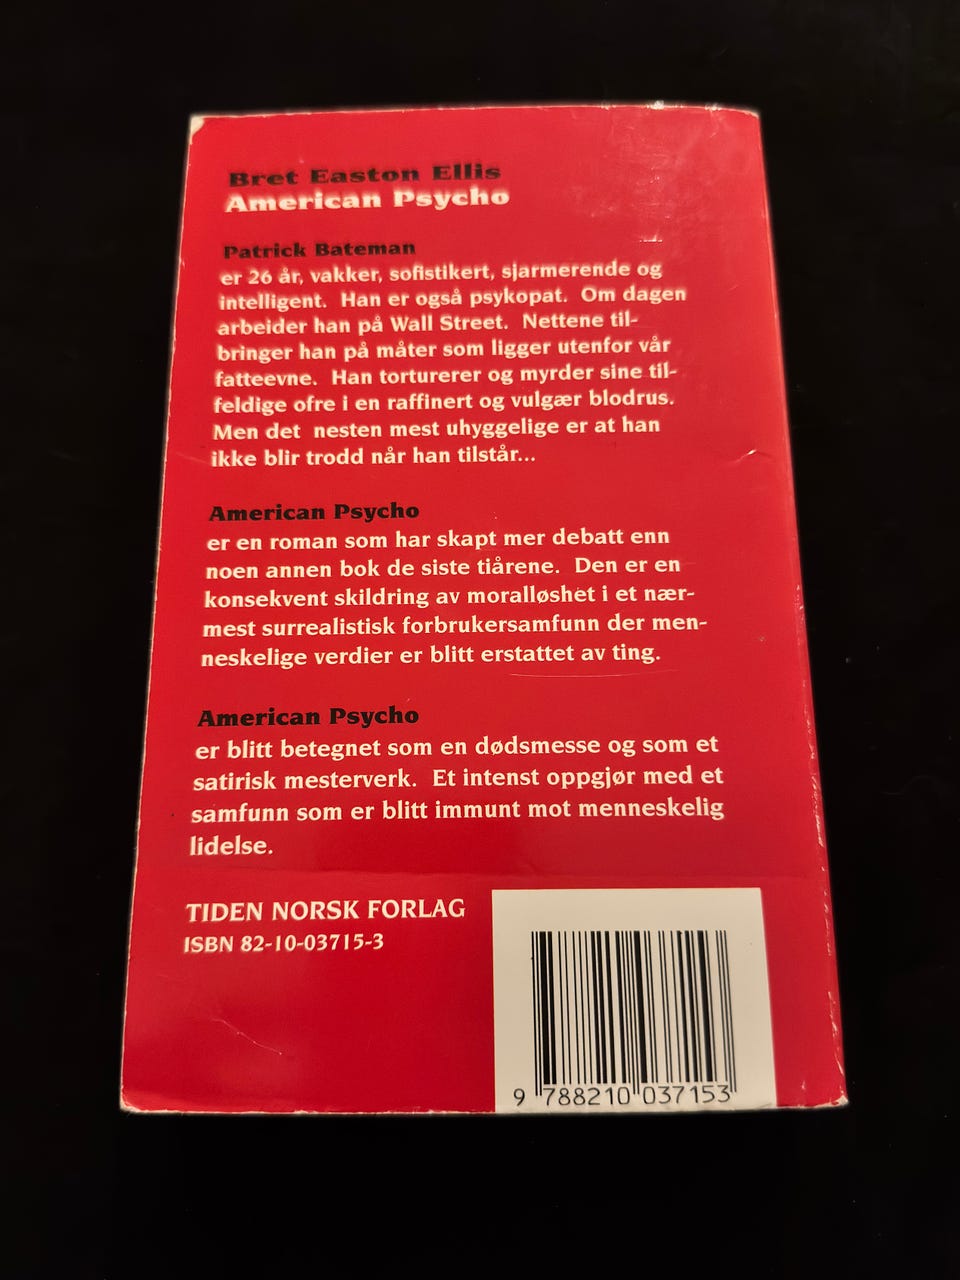 Bret Easton Ellis
American Psycho
Patrick Bateman
er 26 år, vakker, sofistikert, sjarmerende og
intelligent. Han er også psykopat. Om dagen
arbeider han på Wall Street. Nettene til-
bringer han på måter som ligger utenfor vår
fatteevne. Han torturerer og myrder sine til-
feldige ofre i en raffinert og vulgær blodrus.
Men det nesten mest uhyggelige er at han
ikke blir trodd når han tilstår...
American Psycho
er en roman som har skapt mer debatt enn
noen annen bok de siste tiårene. Den er en
konsekvent skildring av moralløshet i et nær-
mest surrealistisk forbrukersamfunn der men-
neskelige verdier er blitt erstattet av ting.
American Psycho
er blitt betegnet som en dødsmesse og som et
satirisk mesterverk. Et intenst oppgjør med et
samfunn som er blitt immunt mot menneskelig
lidelse.
TIDEN NORSK FORLAG
ISBN 82-10-03715-3
9 788210 037153